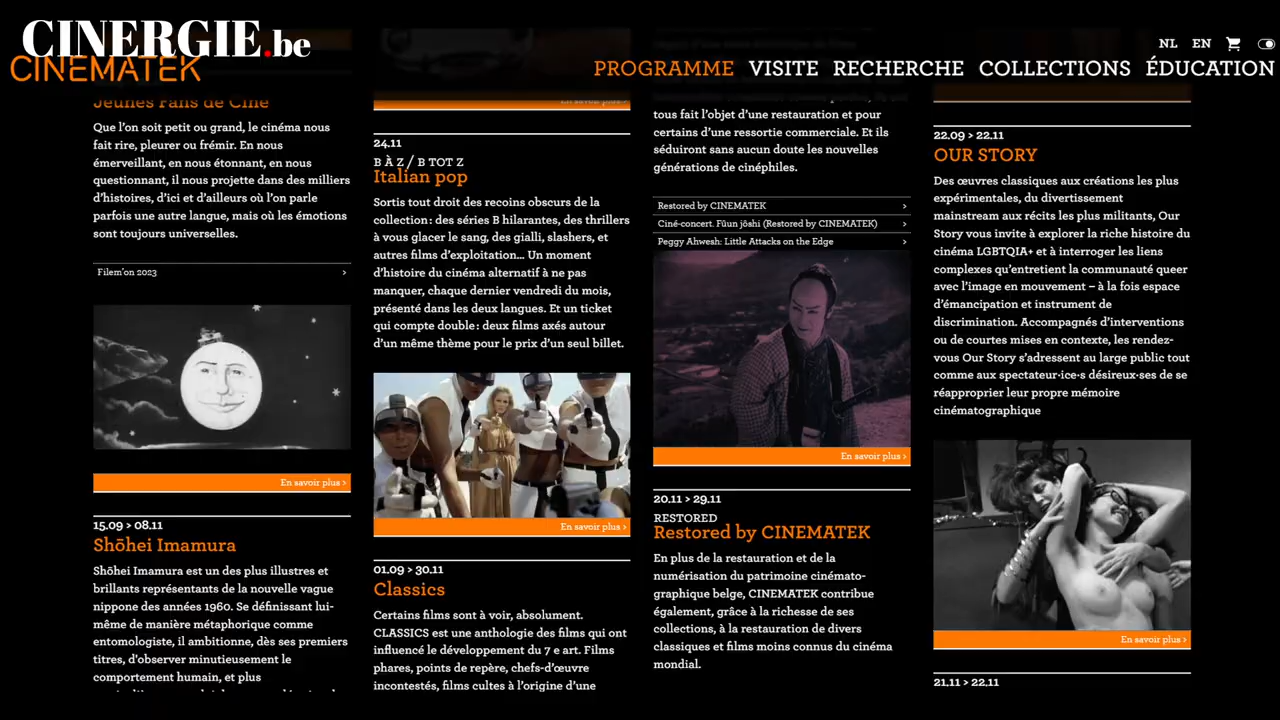 CINERGIE.be
CINEMATEK
NL
EN
PROGRAMME
VISITE
RECHERCHE
COLLECTIONS
ÉDUCATION
Jeunes Fans de Ciné
Que l'on soit petit ou grand, le cinéma nous
fait rire, pleurer ou frémir. En nous
émerveillant, en nous étonnant, en nous
questionnant, il nous projette dans des milliers
d'histoires, d'ici et d'ailleurs où l'on parle
parfois une autre langue, mais où les émotions
sont toujours universelles.
Filem'on 2023 >
En savoir plus >
15.09 > 08.11
Shōhei Imamura
Shōhei Imamura est un des plus illustres et
brillants représentants de la nouvelle vague
nippone des années 1960. Se définissant lui-
même de manière métaphorique comme
entomologiste, il ambitionne, dès ses premiers
titres, d'observer minutieusement le
comportement humain, et plus
En savoir plus >
24.11
B À Z / B TOT Z
Italian pop
Sortis tout droit des recoins obscurs de la
collection : des séries B hilarantes, des thrillers
à vous glacer le sang, des gialli, slashers, et
autres films d'exploitation... Un moment
d'histoire du cinéma alternatif à ne pas
manquer, chaque dernier vendredi du mois,
présenté dans les deux langues. Et un ticket
qui compte double : deux films axés autour
d'un même thème pour le prix d'un seul billet.
En savoir plus >
01.09 > 30.11
Classics
Certains films sont à voir, absolument.
CLASSICS est une anthologie des films qui ont
influencé le développement du 7 e art. Films
phares, points de repère, chefs-d'œuvre
incontestés, films cultes à l'origine d'une
tous fait l'objet d'une restauration et pour
certains d'une ressortie commerciale. Et ils
séduiront sans aucun doute les nouvelles
générations de cinéphiles.
Restored by CINEMATEK >
Ciné-concert. Fūun jōshi (Restored by CINEMATEK) >
Peggy Ahwesh: Little Attacks on the Edge >
En savoir plus >
20.11 > 29.11
RESTORED
Restored by CINEMATEK
En plus de la restauration et de la
numérisation du patrimoine cinémato-
graphique belge, CINEMATEK contribue
également, grâce à la richesse de ses
collections, à la restauration de divers
classiques et films moins connus du cinéma
mondial.
22.09 > 22.11
OUR STORY
Des œuvres classiques aux créations les plus
expérimentales, du divertissement
mainstream aux récits les plus militants, Our
Story vous invite à explorer la riche histoire du
cinéma LGBTQIA+ et à interroger les liens
complexes qu'entretient la communauté queer
avec l'image en mouvement – à la fois espace
d'émancipation et instrument de
discrimination. Accompagnés d'interventions
ou de courtes mises en contexte, les rendez-
vous Our Story s'adressent au large public tout
comme aux spectateur·ice·s désireux·ses de se
réapproprier leur propre mémoire
cinématographique
En savoir plus >
21.11 > 22.11